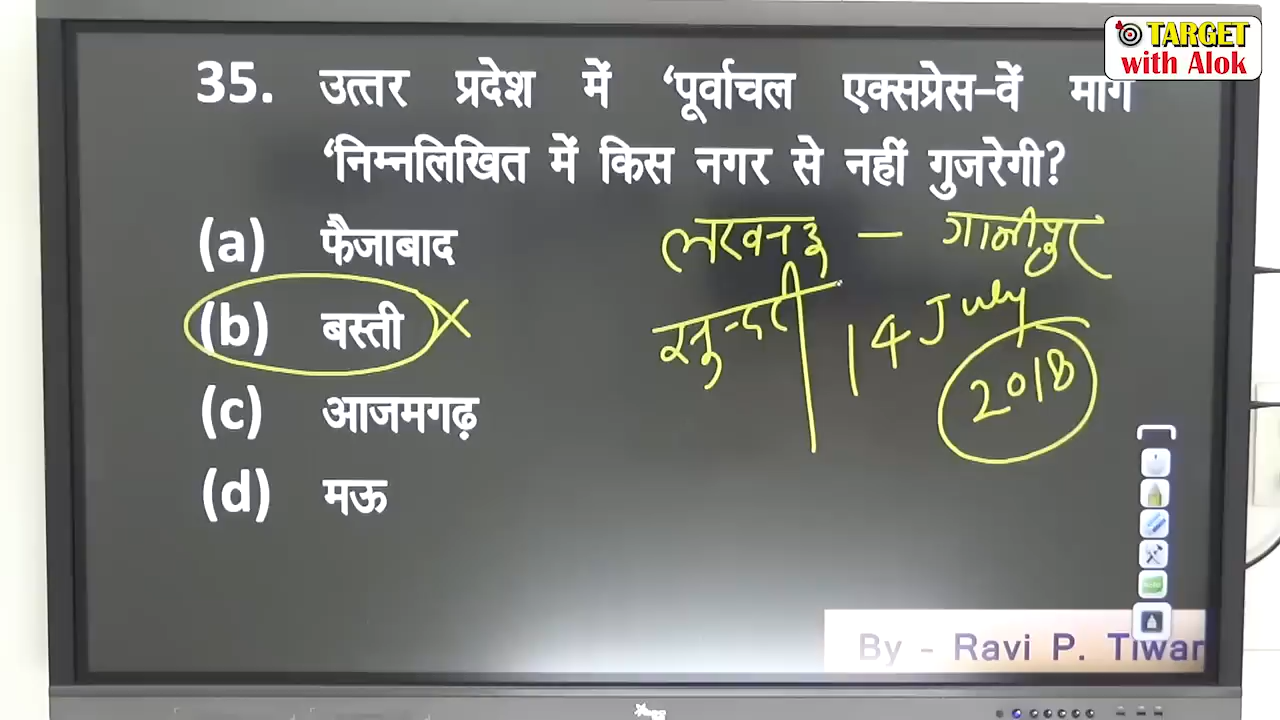 TARGET
with Alok
35. उत्तर प्रदेश में ‘पूर्वाचल एक्सप्रेस–वें मार्ग
‘निम्नलिखित में किस नगर से नहीं गुजरेगी?
(a) फैजाबाद
(b) बस्ती
(c) आजमगढ़
(d) मऊ
लखनऊ — गाजीपुर
14 July
2018
By - Ravi P. Tiwar